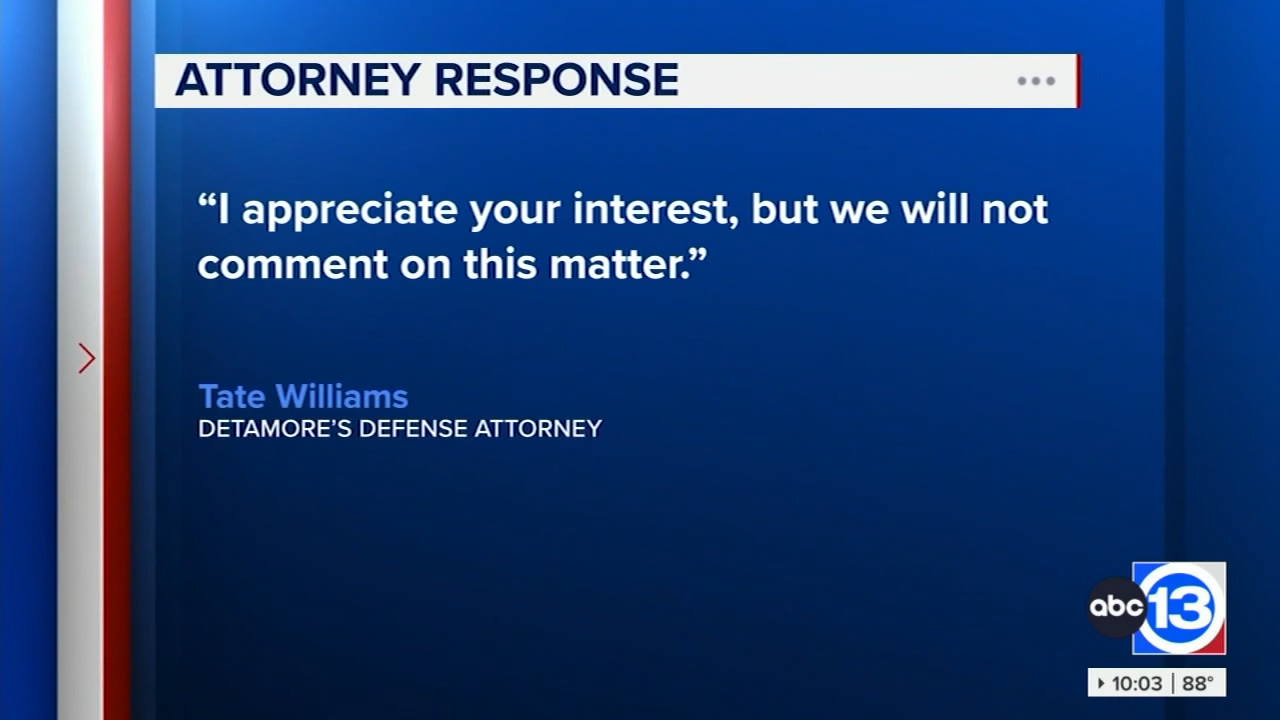 ATTORNEY RESPONSE
“I appreciate your interest, but we will not
comment on this matter.”
Tate Williams
DETAMORE’S DEFENSE ATTORNEY
abc 13
10:03 | 88°